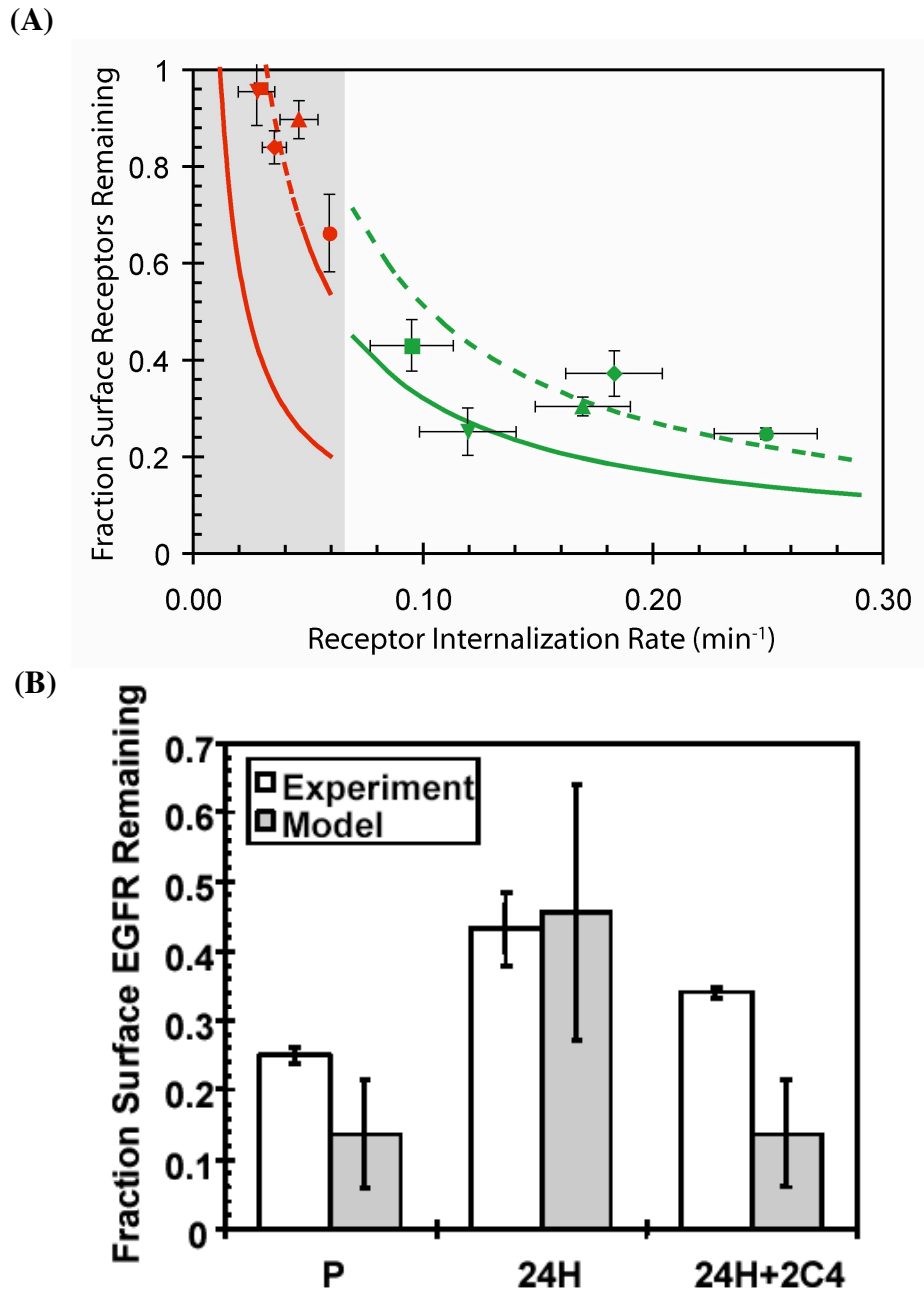 (A)
Fraction Surface Receptors Remaining
1
0.8
0.6
0.4
0.2
0
0.00
0.10
0.20
0.30
Receptor Internalization Rate (min⁻¹)
(B)
Fraction Surface EGFR Remaining
0.7
0.6
0.5
0.4
0.3
0.2
0.1
0
Experiment
Model
P
24H
24H+2C4